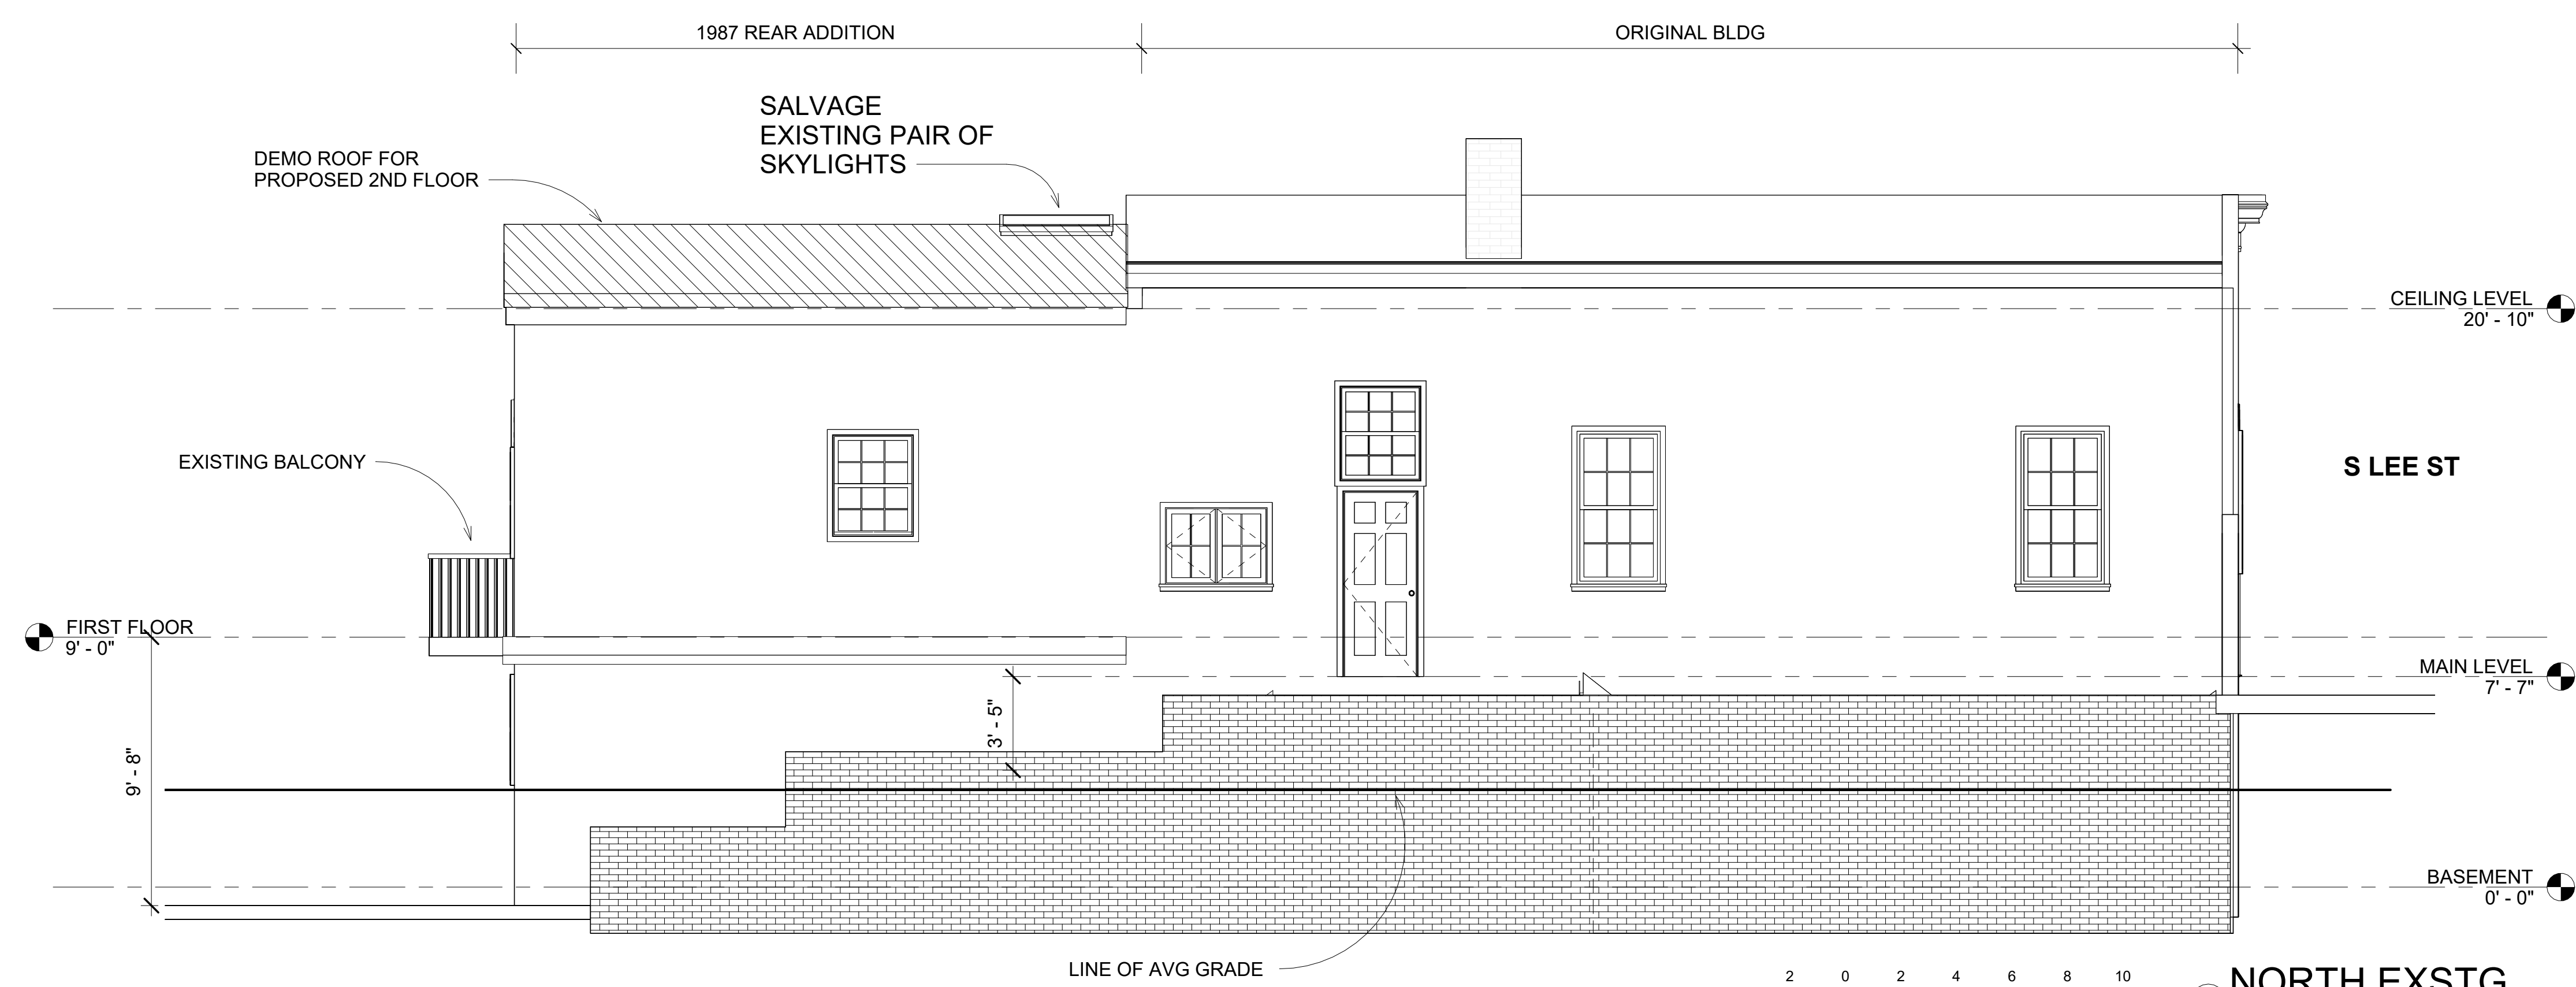 1987 REAR ADDITION
ORIGINAL BLDG
SALVAGE
EXISTING PAIR OF
SKYLIGHTS
DEMO ROOF FOR
PROPOSED 2ND FLOOR
CEILING LEVEL
20' - 10"
EXISTING BALCONY
S LEE ST
FIRST FLOOR
9' - 0"
MAIN LEVEL
7' - 7"
3' - 5"
9' - 8"
BASEMENT
0' - 0"
LINE OF AVG GRADE
2 0 2 4 6 8 10
NORTH EXSTG